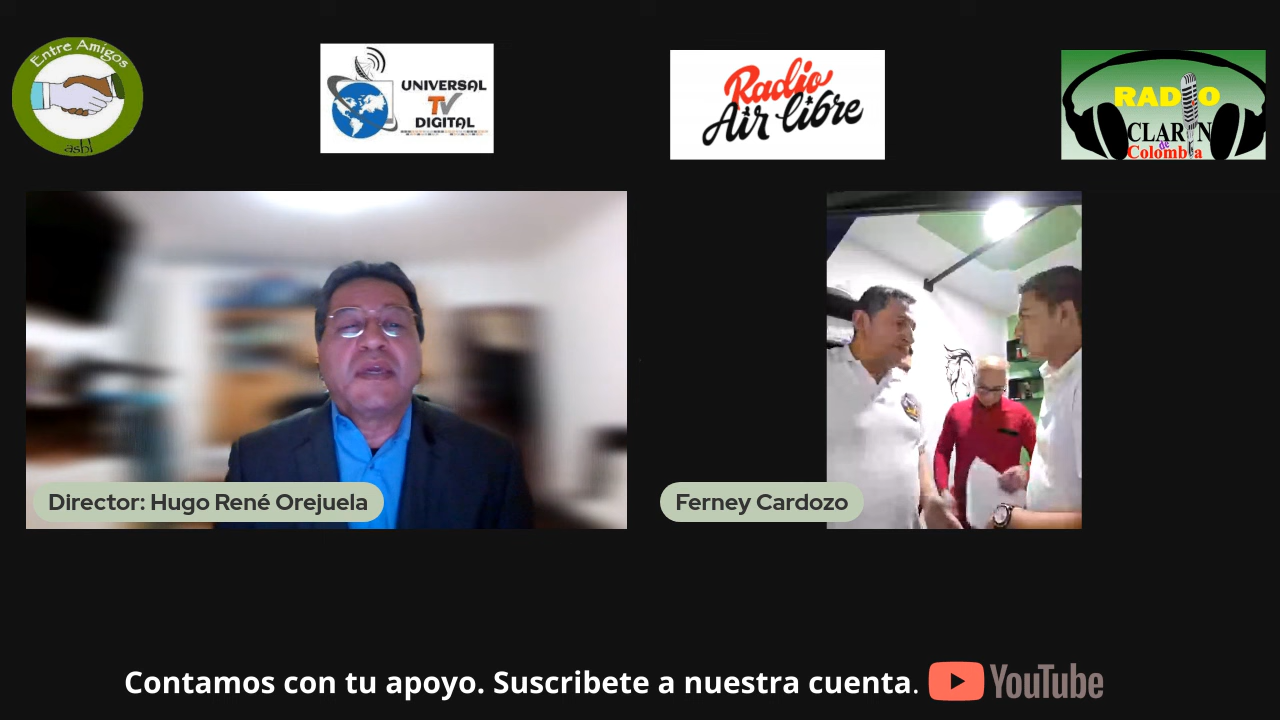 Entre Amigos
asbl
UNIVERSAL
TV
DIGITAL
Radio
Air libre
RADIO
CLARIN
de
Colombia
Director: Hugo René Orejuela
Ferney Cardozo
Contamos con tu apoyo. Suscribete a nuestra cuenta. YouTube